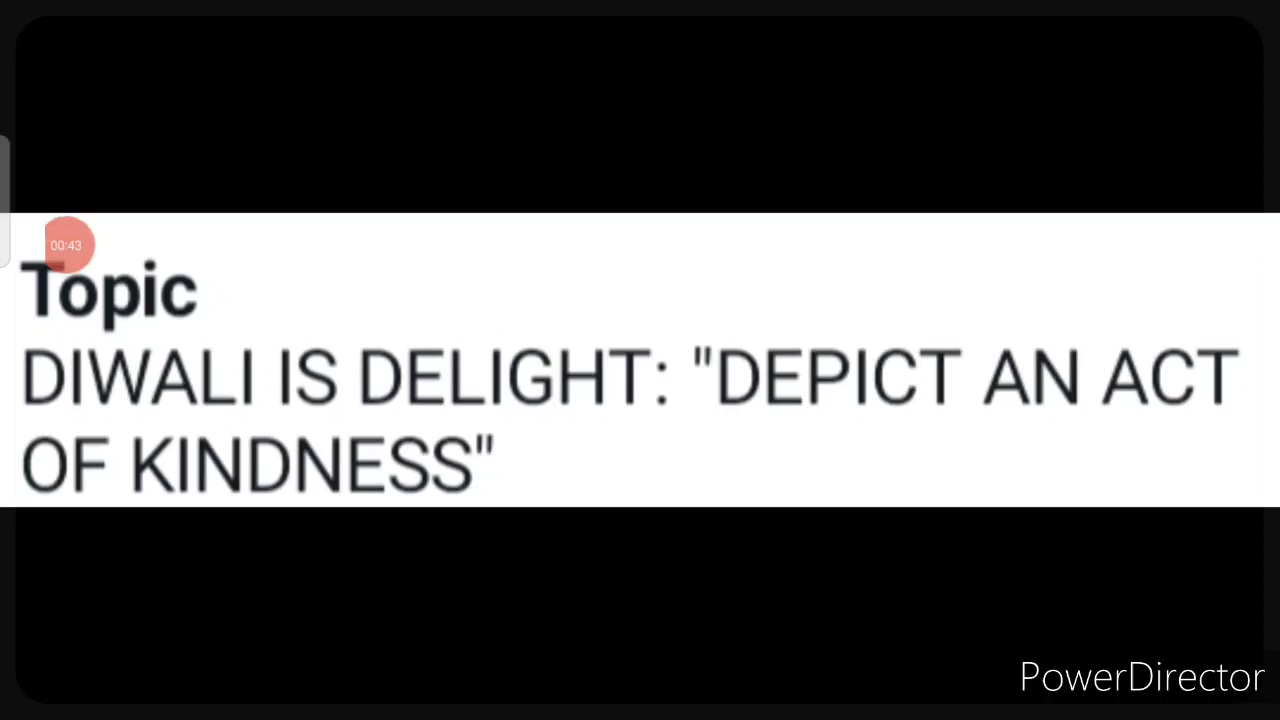 00:43
Topic
DIWALI IS DELIGHT: "DEPICT AN ACT
OF KINDNESS"
PowerDirector